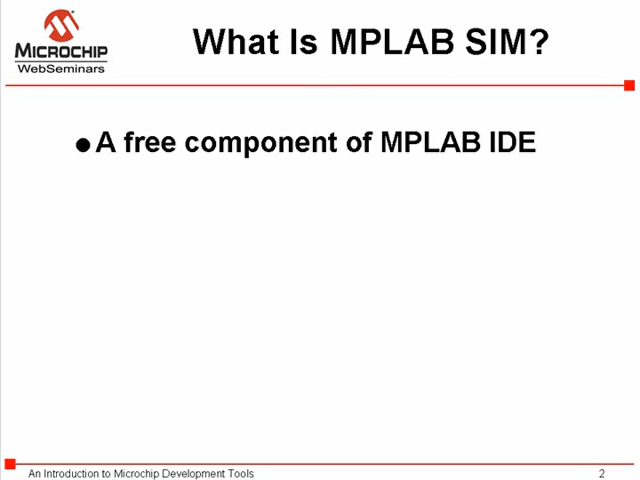 MICROCHIP
WebSeminars
What Is MPLAB SIM?
● A free component of MPLAB IDE
An Introduction to Microchip Development Tools
2